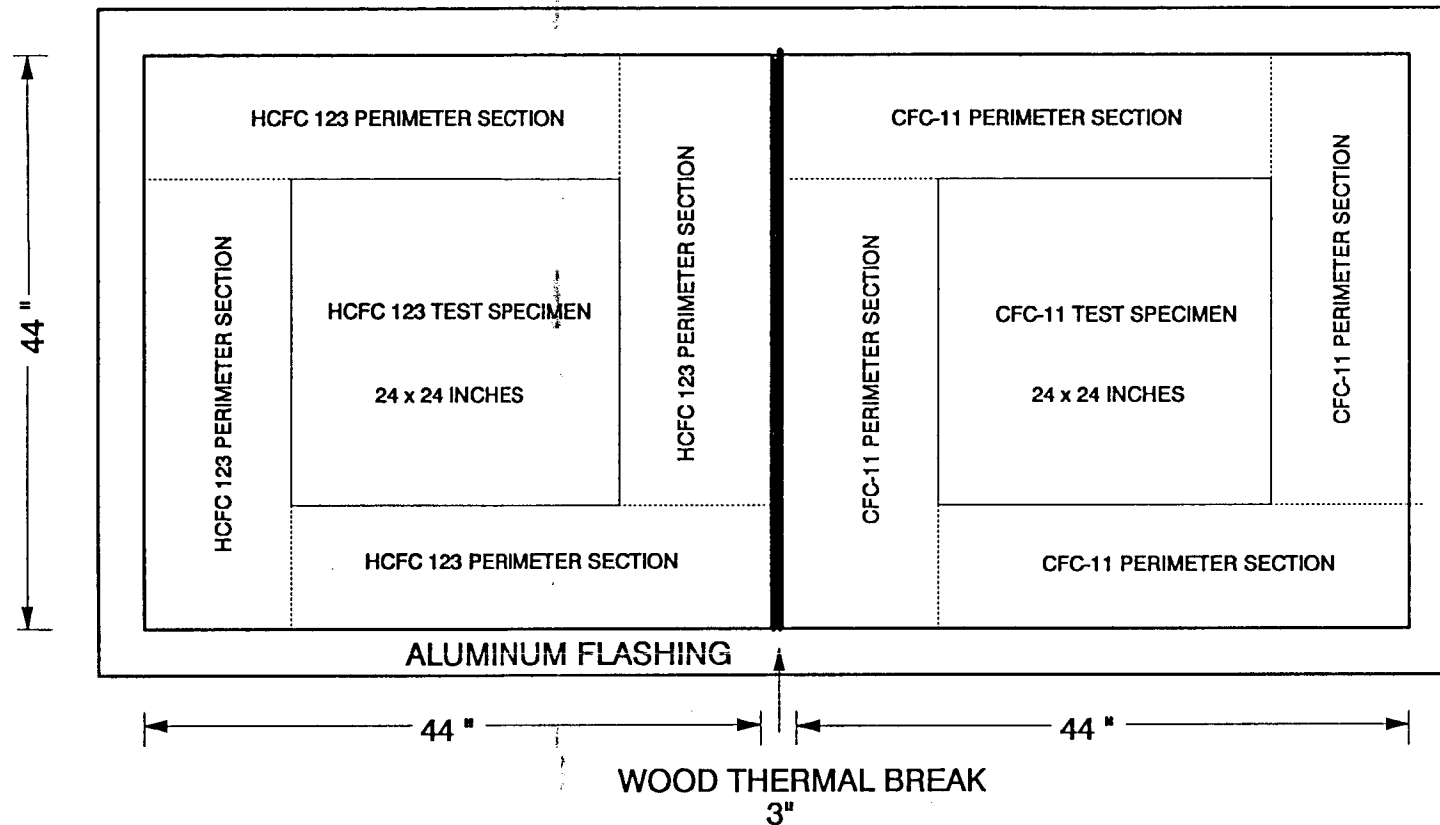 HCFC 123 PERIMETER SECTION
CFC-11 PERIMETER SECTION
44 "
HCFC 123 PERIMETER SECTION
HCFC 123 TEST SPECIMEN
24 x 24 INCHES
HCFC 123 PERIMETER SECTION
CFC-11 PERIMETER SECTION
CFC-11 TEST SPECIMEN
24 x 24 INCHES
CFC-11 PERIMETER SECTION
HCFC 123 PERIMETER SECTION
CFC-11 PERIMETER SECTION
ALUMINUM FLASHING
44 "
44 "
WOOD THERMAL BREAK
3"